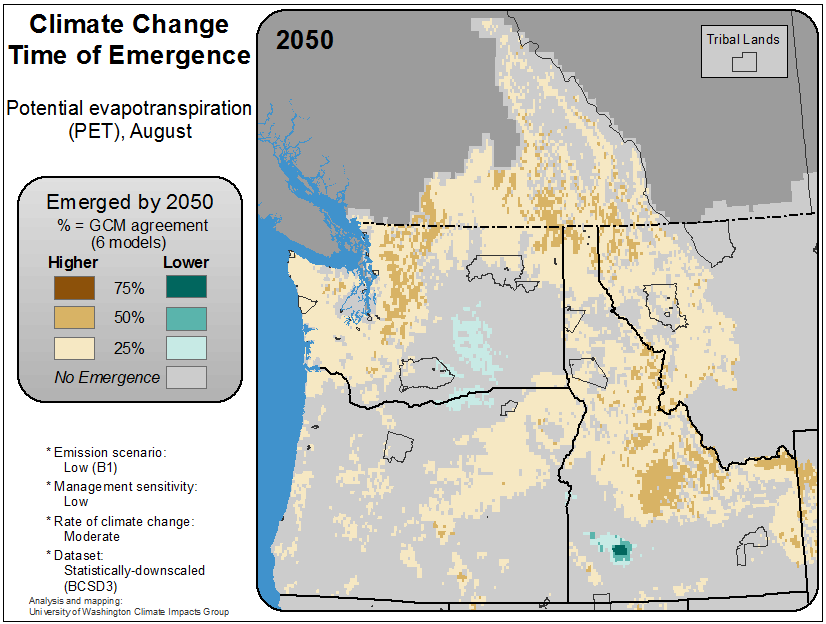 Climate Change
Time of Emergence
Potential evapotranspiration
(PET), August
Emerged by 2050
% = GCM agreement
(6 models)
Higher Lower
75%
50%
25%
No Emergence
* Emission scenario:
Low (B1)
* Management sensitivity:
Low
* Rate of climate change:
Moderate
* Dataset:
Statistically-downscaled
(BCSD3)
Analysis and mapping:
University of Washington Climate Impacts Group
2050
Tribal Lands